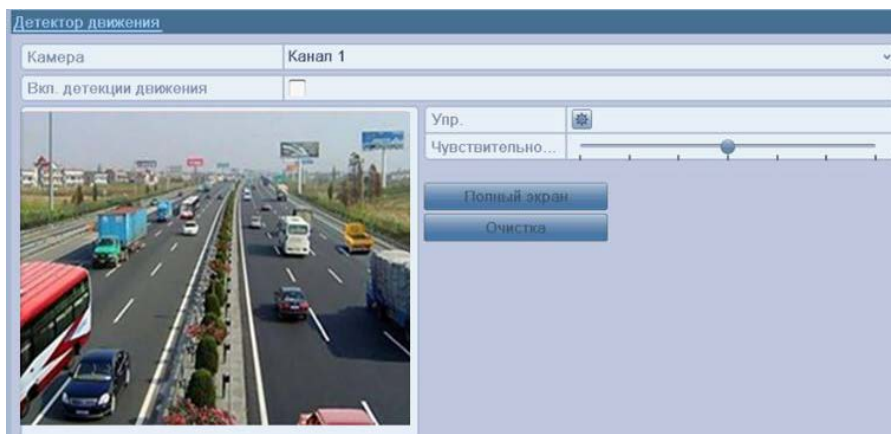 Детектор движения
Камера
Канал 1
Вкл. детекции движения
Упр.
Чувствительно...
Полный экран
Очистка